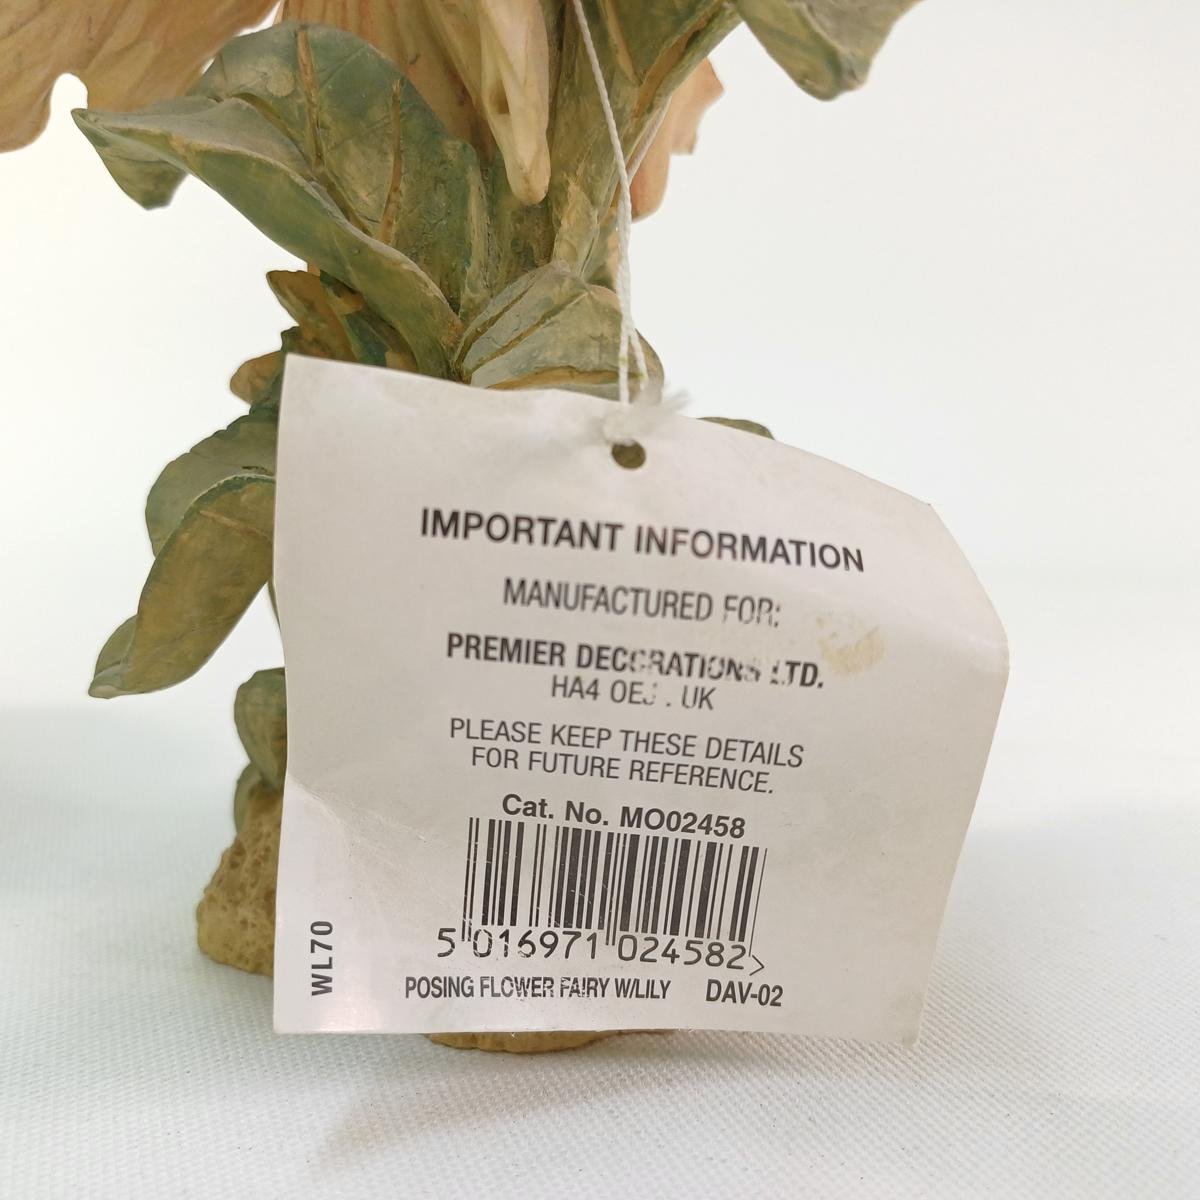 IMPORTANT INFORMATION
MANUFACTURED FOR:
PREMIER DECORATIONS LTD.
HA4 OEJ . UK
PLEASE KEEP THESE DETAILS
FOR FUTURE REFERENCE.
Cat. No. MO02458
5 016971 024582 >
POSING FLOWER FAIRY W/LILY DAV-02
WL70